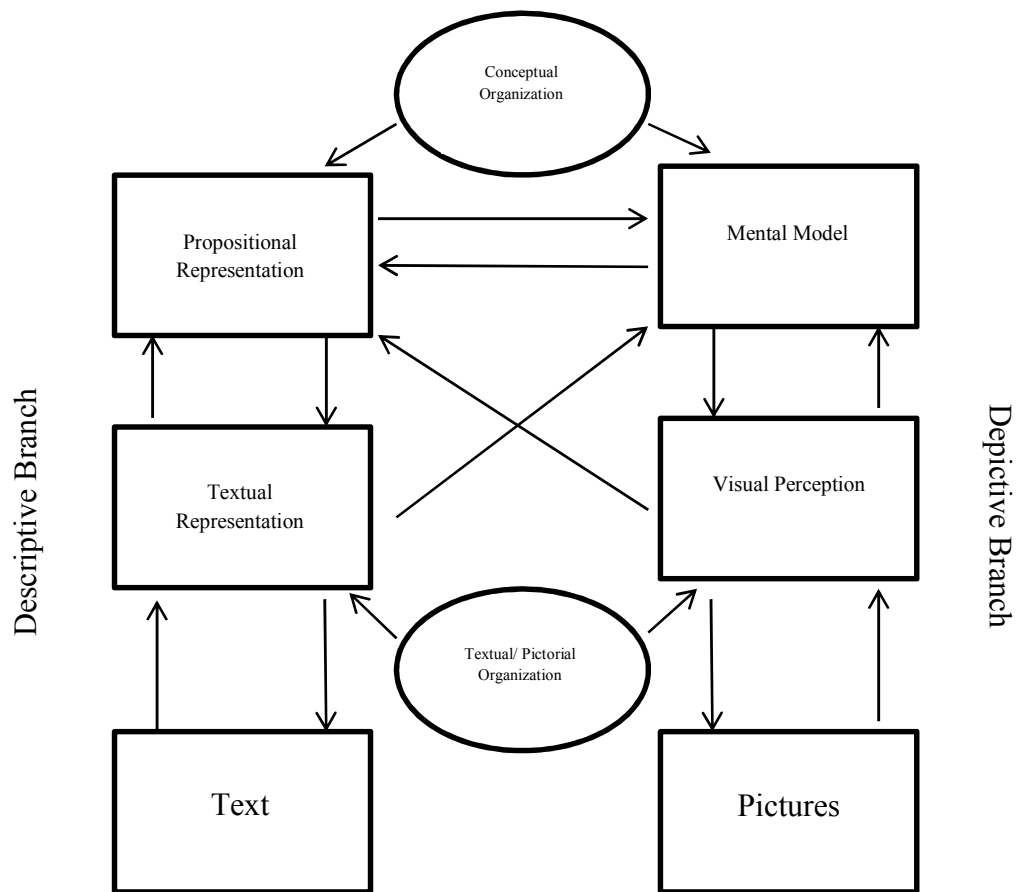 Conceptual
Organization
Propositional
Representation
Mental Model
Descriptive Branch
Depictive Branch
Textual
Representation
Visual Perception
Textual/ Pictorial
Organization
Text
Pictures